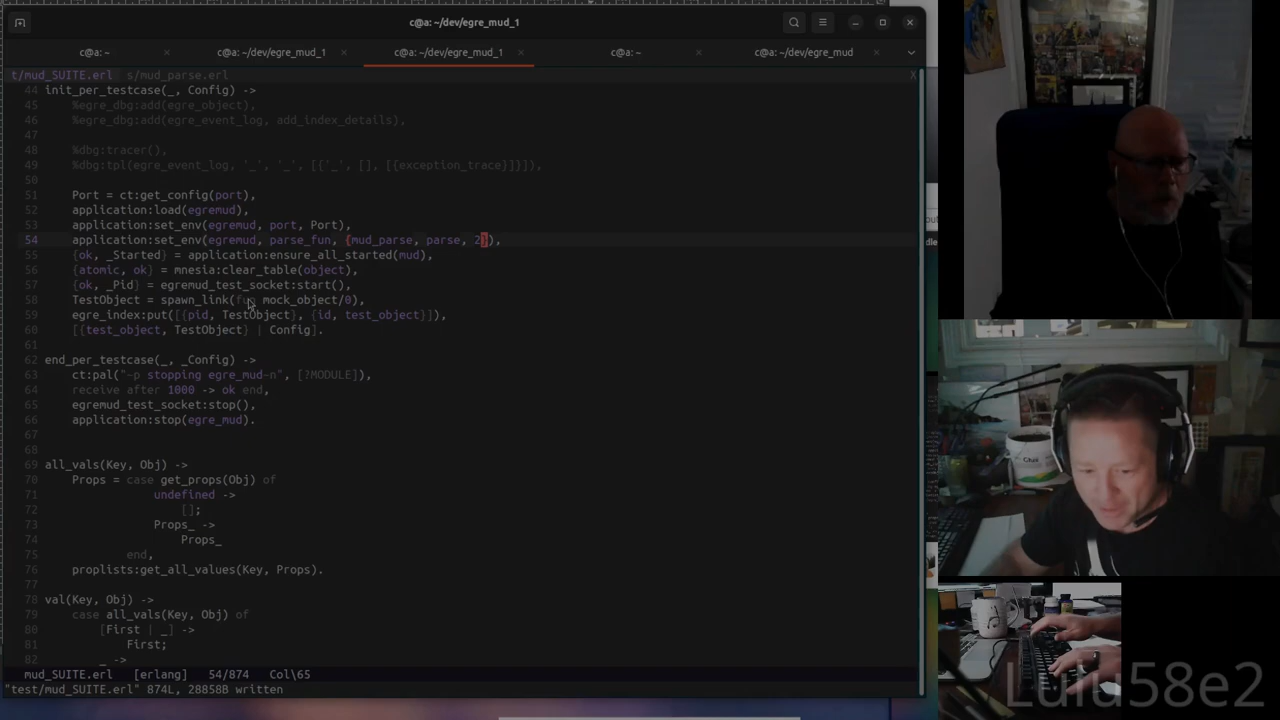 c@a: ~/dev/egre_mud_1
c@a: ~ × c@a: ~/dev/egre_mud_1 × c@a: ~/dev/egre_mud_1 × c@a: ~ × c@a: ~/dev/egre_mud ×
t/mud_SUITE.erl s/mud_parse.erl X
44 init_per_testcase(_, Config) ->
45 %egre_dbg:add(egre_object),
46 %egre_dbg:add(egre_event_log, add_index_details),
47
48 %dbg:tracer(),
49 %dbg:tpl(egre_event_log, '_', '_', [{'_', [], [{exception_trace}]}]),
50
51 Port = ct:get_config(port),
52 application:load(egremud),
53 application:set_env(egremud, port, Port),
54 application:set_env(egremud, parse_fun, {mud_parse, parse, 2}),
55 {ok, _Started} = application:ensure_all_started(mud),
56 {atomic, ok} = mnesia:clear_table(object),
57 {ok, _Pid} = egremud_test_socket:start(),
58 TestObject = spawn_link(fun mock_object/0),
59 egre_index:put([{pid, TestObject}, {id, test_object}]),
60 [{test_object, TestObject} | Config].
61
62 end_per_testcase(_, _Config) ->
63 ct:pal("~p stopping egre_mud~n", [?MODULE]),
64 receive after 1000 -> ok end,
65 egremud_test_socket:stop(),
66 application:stop(egre_mud).
67
68
69 all_vals(Key, Obj) ->
70 Props = case get_props(Obj) of
71 undefined ->
72 [];
73 Props_ ->
74 Props_
75 end,
76 proplists:get_all_values(Key, Props).
77
78 val(Key, Obj) ->
79 case all_vals(Key, Obj) of
80 [First | _] ->
81 First;
82 _ ->
mud_SUITE.erl [erlang] 54/874 Col\65
"test/mud_SUITE.erl" 874L, 28858B written
Lulu58e2